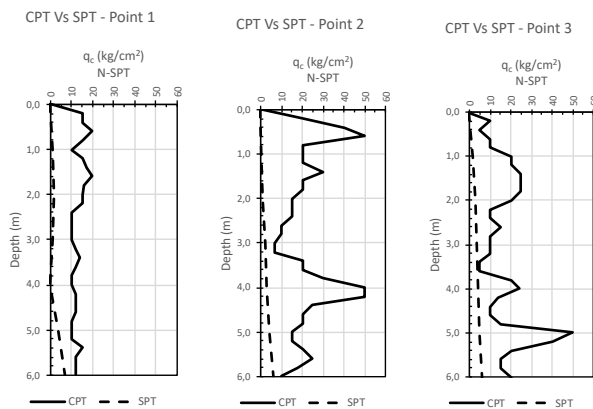 CPT Vs SPT - Point 1
qc (kg/cm²)
N-SPT
0 10 20 30 40 50 60
0,0
1,0
2,0
3,0
4,0
5,0
6,0
Depth (m)
CPT SPT
CPT Vs SPT - Point 2
qc (kg/cm²)
N-SPT
0 10 20 30 40 50 60
0,0
1,0
2,0
3,0
4,0
5,0
6,0
Depth (m)
CPT SPT
CPT Vs SPT - Point 3
qc (kg/cm²)
N-SPT
0 10 20 30 40 50 60
0,0
1,0
2,0
3,0
4,0
5,0
6,0
Depth (m)
CPT SPT